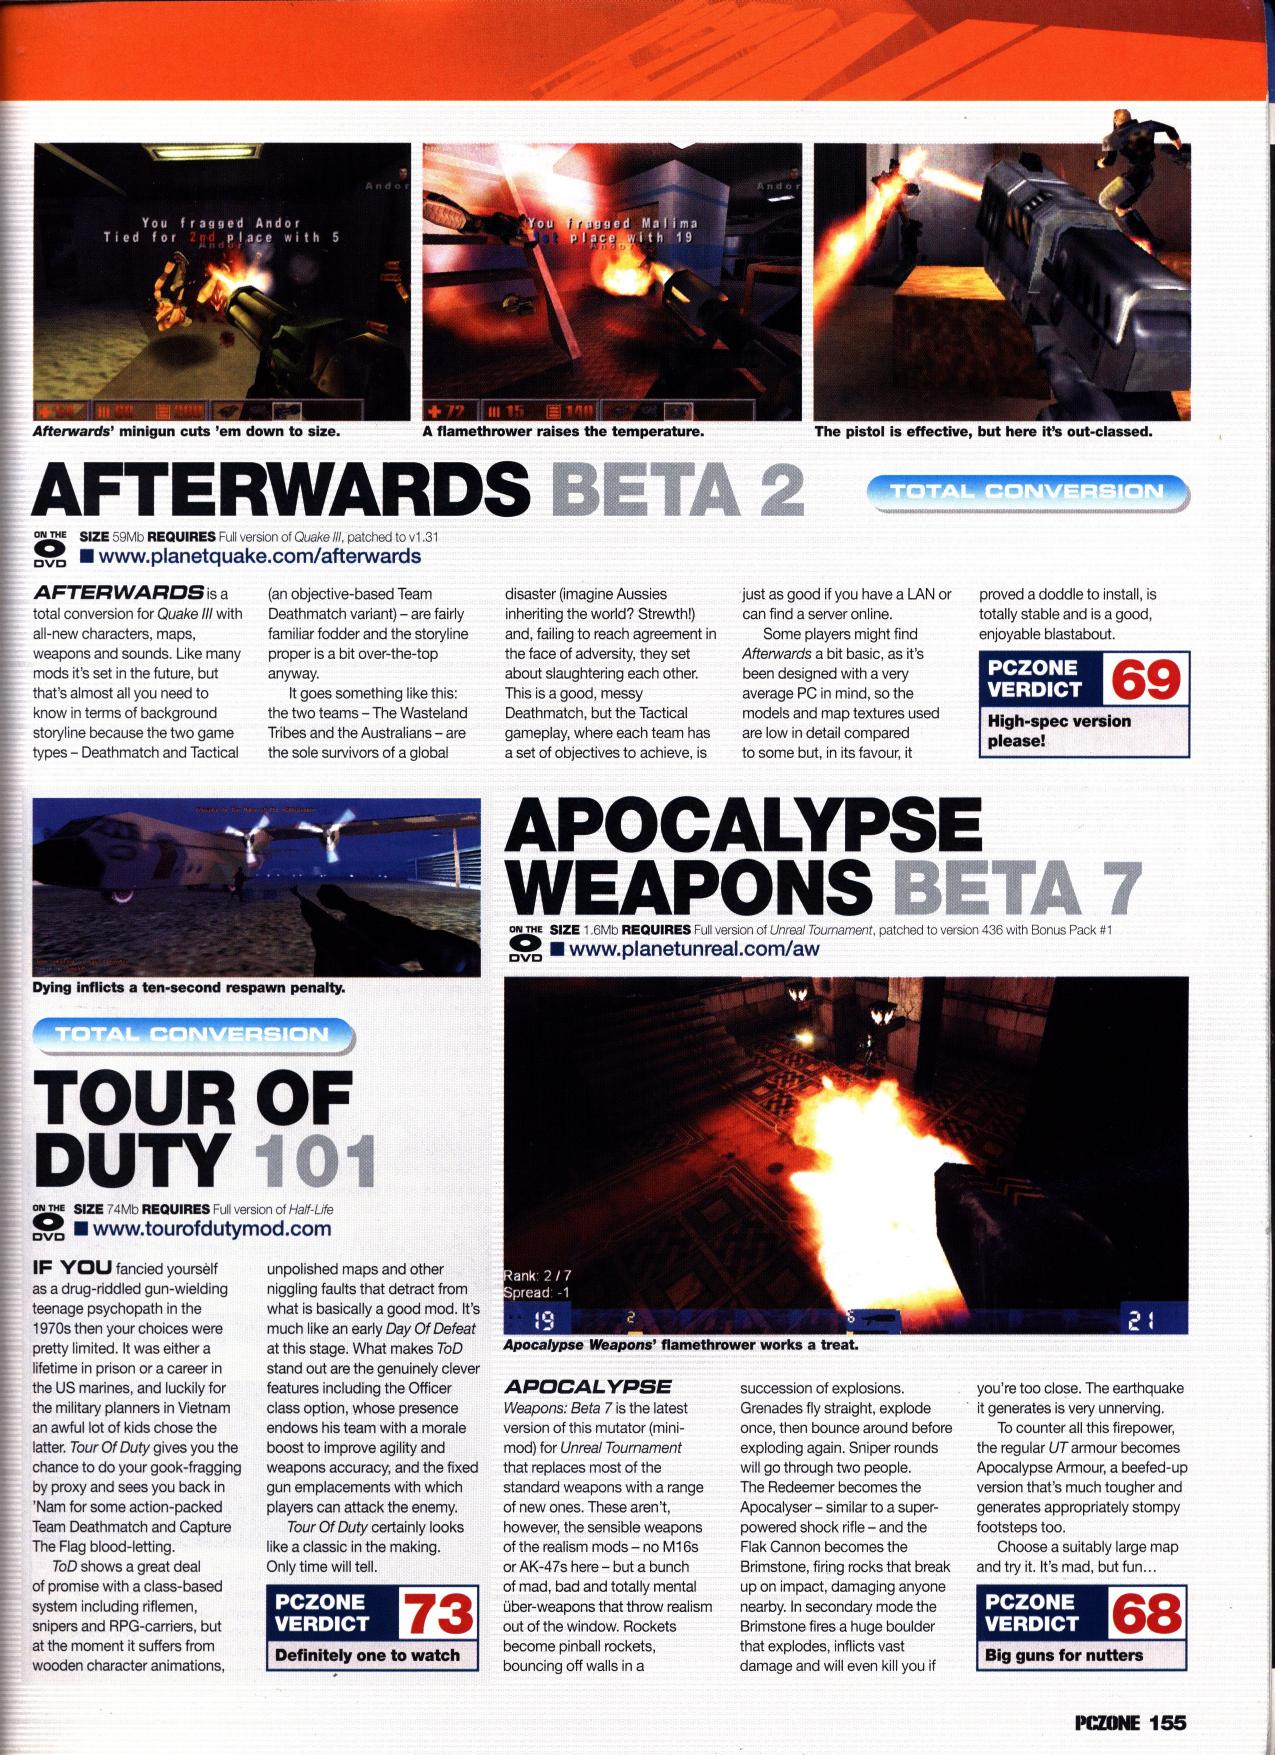 Andor
You fragged Andor
Tied for 2nd place with 5
Andor
You fragged Malima
1st place with 19
72 15 140
Afterwards' minigun cuts 'em down to size.
A flamethrower raises the temperature.
The pistol is effective, but here it's out-classed.
AFTERWARDS BETA 2
TOTAL CONVERSION
ON THE DVD
SIZE 59Mb REQUIRES Full version of Quake III, patched to v1.31
www.planetquake.com/afterwards
AFTERWARDS is a
total conversion for Quake III with
all-new characters, maps,
weapons and sounds. Like many
mods it's set in the future, but
that's almost all you need to
know in terms of background
storyline because the two game
types – Deathmatch and Tactical
(an objective-based Team
Deathmatch variant) – are fairly
familiar fodder and the storyline
proper is a bit over-the-top
anyway.
It goes something like this:
the two teams – The Wasteland
Tribes and the Australians – are
the sole survivors of a global
disaster (imagine Aussies
inheriting the world? Strewth!)
and, failing to reach agreement in
the face of adversity, they set
about slaughtering each other.
This is a good, messy
Deathmatch, but the Tactical
gameplay, where each team has
a set of objectives to achieve, is
just as good if you have a LAN or
can find a server online.
Some players might find
Afterwards a bit basic, as it's
been designed with a very
average PC in mind, so the
models and map textures used
are low in detail compared
to some but, in its favour, it
proved a doddle to install, is
totally stable and is a good,
enjoyable blastabout.
PCZONE
VERDICT 69
High-spec version
please!
Dying inflicts a ten-second respawn penalty.
TOTAL CONVERSION
TOUR OF
DUTY 101
ON THE DVD
SIZE 74Mb REQUIRES Full version of Half-Life
www.tourofdutymod.com
IF YOU fancied yourself
as a drug-riddled gun-wielding
teenage psychopath in the
1970s then your choices were
pretty limited. It was either a
lifetime in prison or a career in
the US marines, and luckily for
the military planners in Vietnam
an awful lot of kids chose the
latter. Tour Of Duty gives you the
chance to do your gook-fragging
by proxy and sees you back in
'Nam for some action-packed
Team Deathmatch and Capture
The Flag blood-letting.
ToD shows a great deal
of promise with a class-based
system including riflemen,
snipers and RPG-carriers, but
at the moment it suffers from
wooden character animations,
unpolished maps and other
niggling faults that detract from
what is basically a good mod. It's
much like an early Day Of Defeat
at this stage. What makes ToD
stand out are the genuinely clever
features including the Officer
class option, whose presence
endows his team with a morale
boost to improve agility and
weapons accuracy, and the fixed
gun emplacements with which
players can attack the enemy.
Tour Of Duty certainly looks
like a classic in the making.
Only time will tell.
PCZONE
VERDICT 73
Definitely one to watch
APOCALYPSE
WEAPONS BETA 7
ON THE DVD
SIZE 1.6Mb REQUIRES Full version of Unreal Tournament, patched to version 436 with Bonus Pack #1
www.planetunreal.com/aw
Rank: 2 / 7
Spread: -1
19 2 8 21
Apocalypse Weapons' flamethrower works a treat.
APOCALYPSE
Weapons: Beta 7 is the latest
version of this mutator (mini-
mod) for Unreal Tournament
that replaces most of the
standard weapons with a range
of new ones. These aren't,
however, the sensible weapons
of the realism mods – no M16s
or AK-47s here – but a bunch
of mad, bad and totally mental
über-weapons that throw realism
out of the window. Rockets
become pinball rockets,
bouncing off walls in a
succession of explosions.
Grenades fly straight, explode
once, then bounce around before
exploding again. Sniper rounds
will go through two people.
The Redeemer becomes the
Apocalyser – similar to a super-
powered shock rifle – and the
Flak Cannon becomes the
Brimstone, firing rocks that break
up on impact, damaging anyone
nearby. In secondary mode the
Brimstone fires a huge boulder
that explodes, inflicts vast
damage and will even kill you if
you're too close. The earthquake
it generates is very unnerving.
To counter all this firepower,
the regular UT armour becomes
Apocalypse Armour, a beefed-up
version that's much tougher and
generates appropriately stompy
footsteps too.
Choose a suitably large map
and try it. It's mad, but fun…
PCZONE
VERDICT 68
Big guns for nutters
PCZONE 155